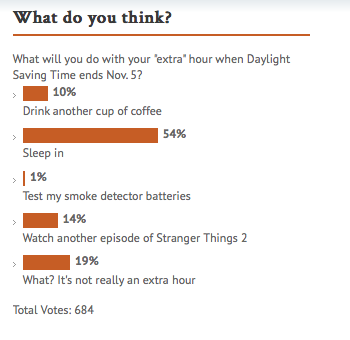 What do you think?
What will you do with your "extra" hour when Daylight
Saving Time ends Nov. 5?
10%
Drink another cup of coffee
54%
Sleep in
1%
Test my smoke detector batteries
14%
Watch another episode of Stranger Things 2
19%
What? It's not really an extra hour
Total Votes: 684